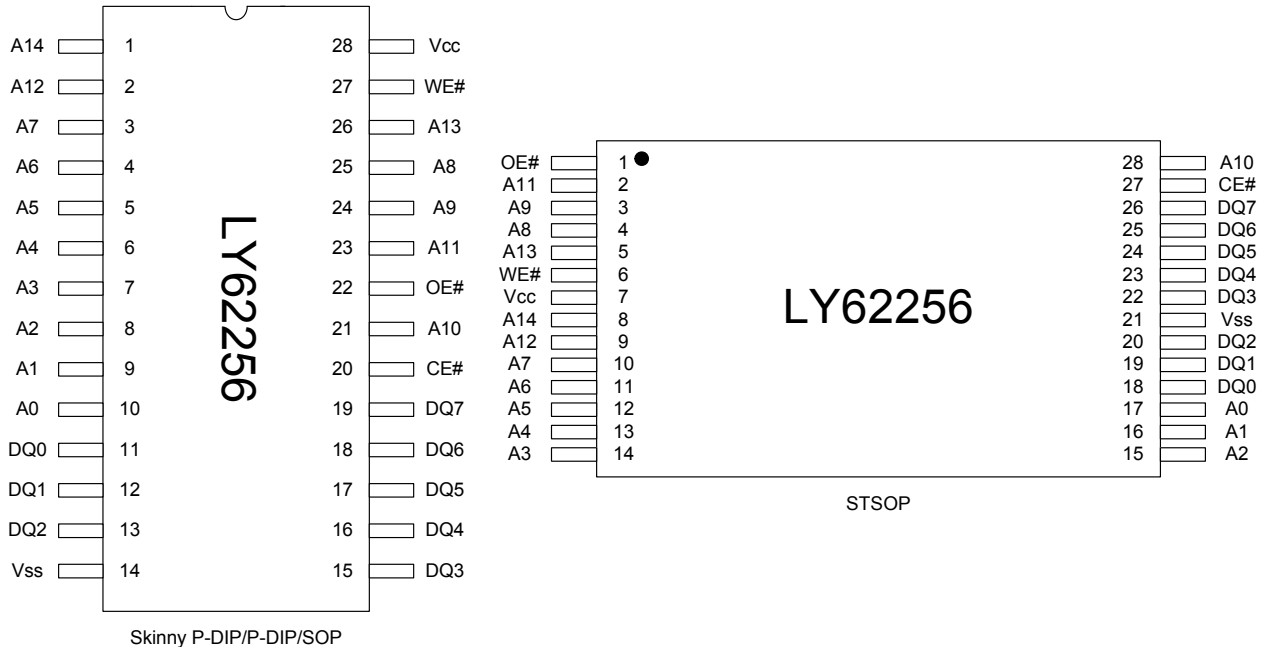 A14 1 28 Vcc
A12 2 27 WE#
A7 3 26 A13
A6 4 25 A8
A5 5 24 A9
A4 6 23 A11
A3 7 22 OE#
A2 8 21 A10
A1 9 20 CE#
A0 10 19 DQ7
DQ0 11 18 DQ6
DQ1 12 17 DQ5
DQ2 13 16 DQ4
Vss 14 15 DQ3
LY62256
Skinny P-DIP/P-DIP/SOP
OE# 1 28 A10
A11 2 27 CE#
A9 3 26 DQ7
A8 4 25 DQ6
A13 5 24 DQ5
WE# 6 23 DQ4
Vcc 7 22 DQ3
A14 8 21 Vss
A12 9 20 DQ2
A7 10 19 DQ1
A6 11 18 DQ0
A5 12 17 A0
A4 13 16 A1
A3 14 15 A2
LY62256
STSOP